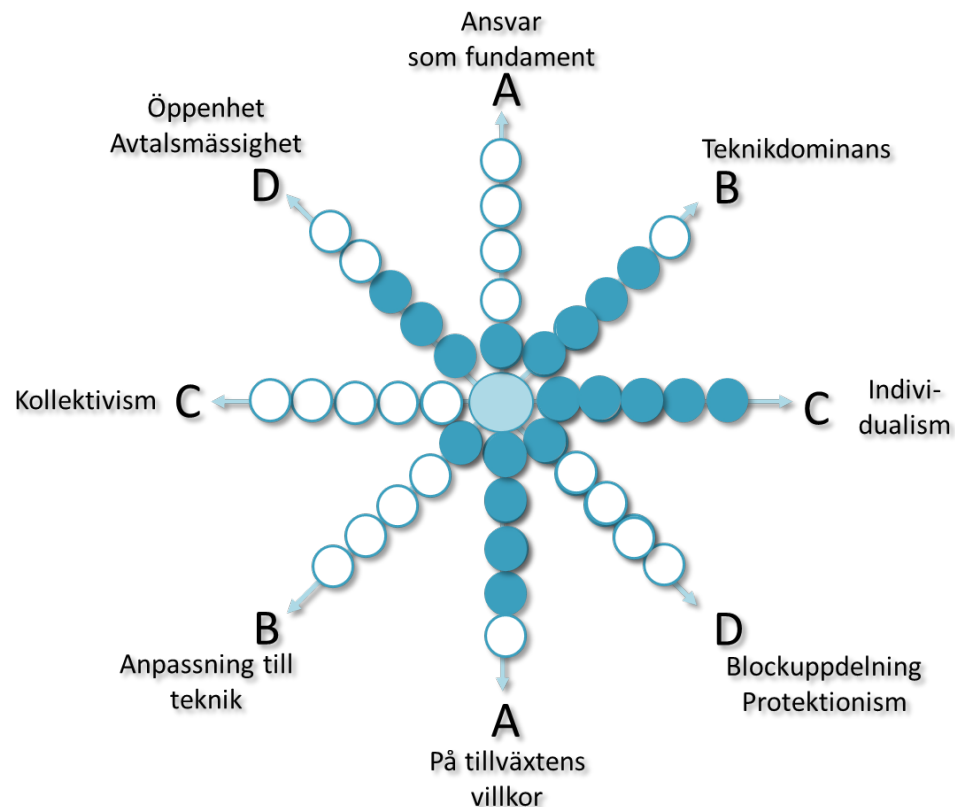 Ansvar
som fundament
A
Öppenhet
Avtalsmässighet
D
Teknikdominans
B
Kollektivism C
C Indivi-
dualism
B
Anpassning till
teknik
D
Blockuppdelning
Protektionism
A
På tillväxtens
villkor